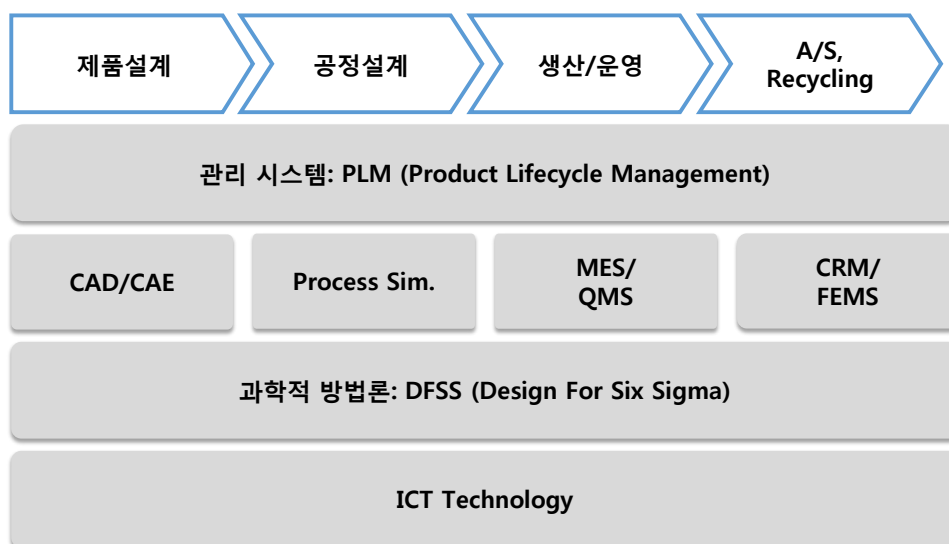 제품설계
공정설계
생산/운영
A/S,
Recycling
관리 시스템: PLM (Product Lifecycle Management)
CAD/CAE
Process Sim.
MES/
QMS
CRM/
FEMS
과학적 방법론: DFSS (Design For Six Sigma)
ICT Technology